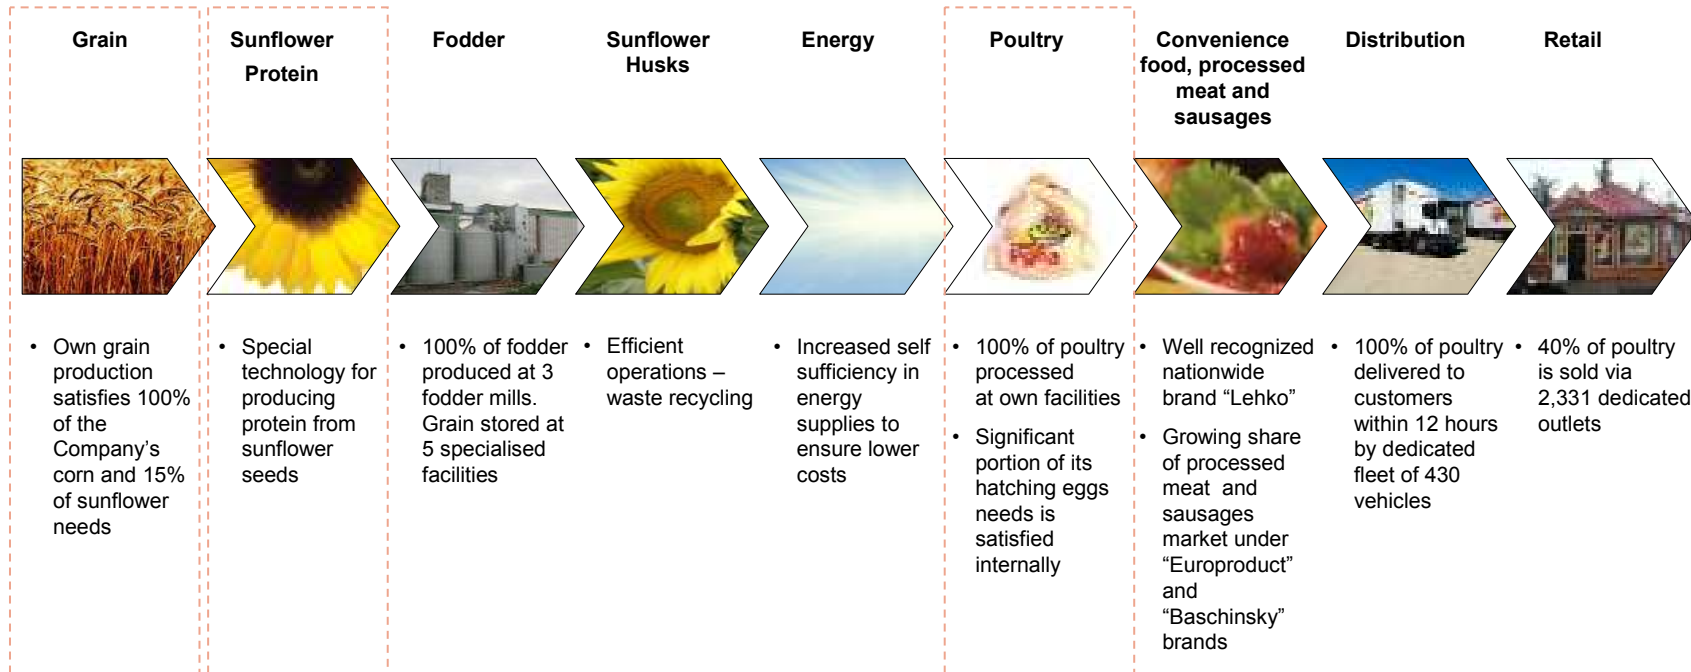 Grain
Sunflower
Protein
Fodder
Sunflower
Husks
Energy
Poultry
Convenience
food, processed
meat and
sausages
Distribution
Retail
• Own grain
production
satisfies 100%
of the
Company’s
corn and 15%
of sunflower
needs
• Special
technology for
producing
protein from
sunflower
seeds
• 100% of fodder
produced at 3
fodder mills.
Grain stored at
5 specialised
facilities
• Efficient
operations –
waste recycling
• Increased self
sufficiency in
energy
supplies to
ensure lower
costs
• 100% of poultry
processed
at own facilities
• Significant
portion of its
hatching eggs
needs is
satisfied
internally
• Well recognized
nationwide
brand “Lehko”
• Growing share
of processed
meat and
sausages
market under
“Europroduct”
and
“Baschinsky”
brands
• 100% of poultry
delivered to
customers
within 12 hours
by dedicated
fleet of 430
vehicles
• 40% of poultry
is sold via
2,331 dedicated
outlets